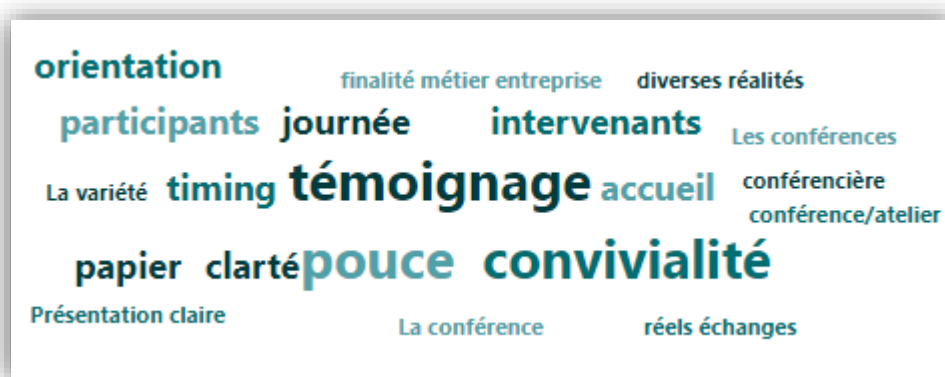 orientation
finalité métier entreprise diverses réalités
participants journée intervenants Les conférences
La variété timing témoignage accueil conférencière
conférence/atelier
papier clarté pouce convivialité
Présentation claire La conférence réels échanges